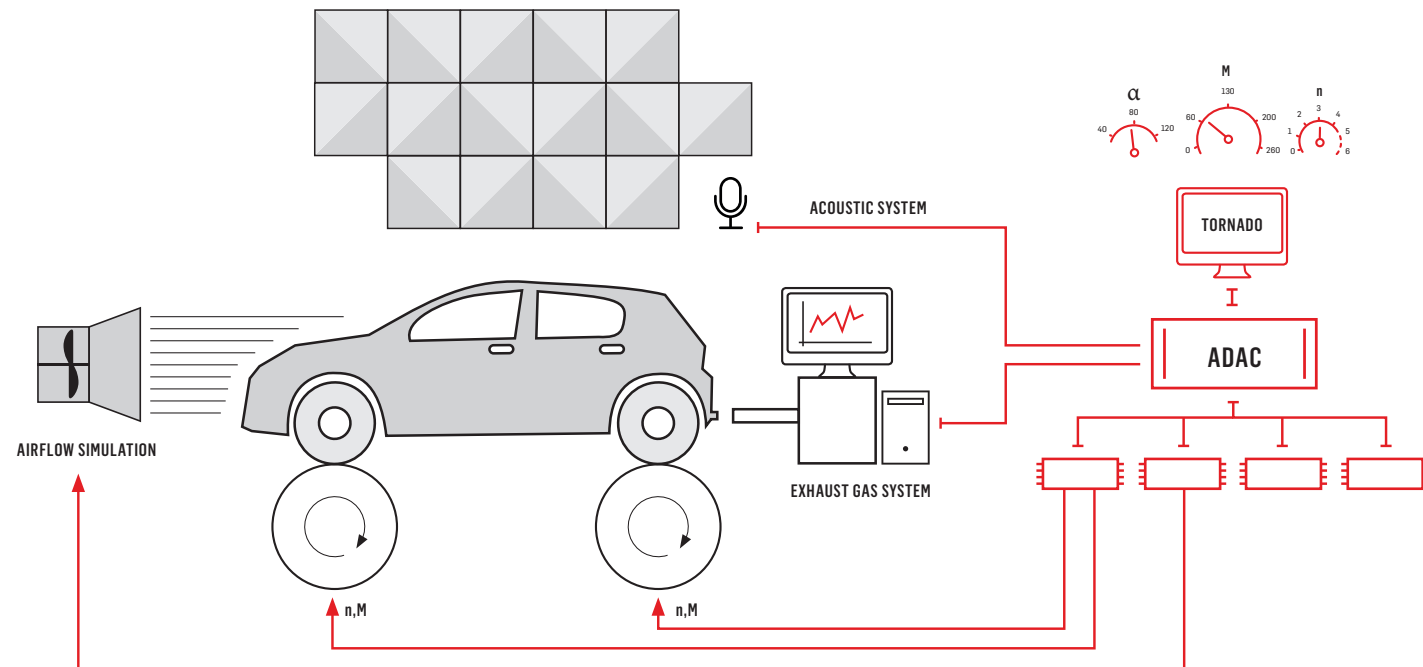 M
130
60
200
0
260
α
80
40
120
n
3
2
4
1
5
0
6
ACOUSTIC SYSTEM
TORNADO
ADAC
AIRFLOW SIMULATION
EXHAUST GAS SYSTEM
n,M
n,M